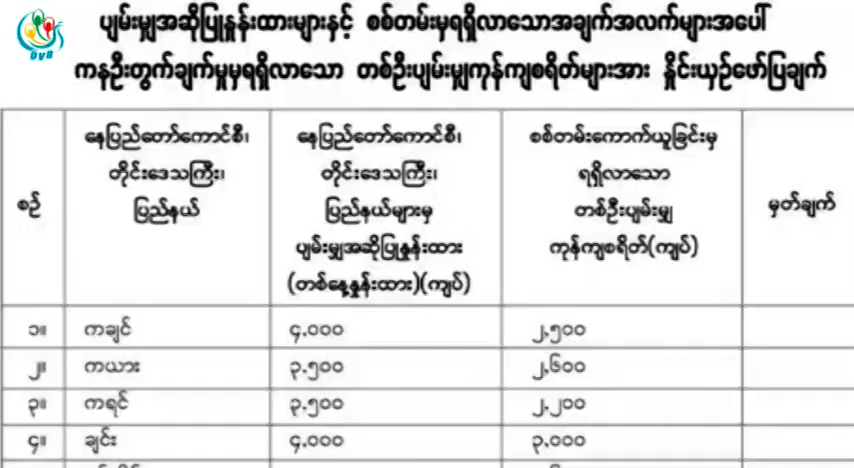 DVB
ပျမ်းမျှအဆိုပြုနှုန်းထားများနှင့် စစ်တမ်းမှရရှိလာသောအချက်အလက်များအပေါ်
ကနဦးတွက်ချက်မှုမှရရှိလာသော တစ်ဦးပျမ်းမျှကုန်ကျစရိတ်များအား နှိုင်းယှဉ်ဖော်ပြချက်
စဉ်
နေပြည်တော်ကောင်စီ၊
တိုင်းဒေသကြီး၊
ပြည်နယ်
နေပြည်တော်ကောင်စီ၊
တိုင်းဒေသကြီး၊
ပြည်နယ်များမှ
ပျမ်းမျှအဆိုပြုနှုန်းထား
(တစ်နေ့နှုန်းထား)(ကျပ်)
စစ်တမ်းကောက်ယူခြင်းမှ
ရရှိလာသော
တစ်ဦးပျမ်းမျှ
ကုန်ကျစရိတ်(ကျပ်)
မှတ်ချက်
၁။ ကချင် ၄,၀၀၀ ၂,၅၀၀
၂။ ကယား ၃,၅၀၀ ၂,၆၀၀
၃။ ကရင် ၃,၅၀၀ ၂,၂၀၀
၄။ ချင်း ၄,၀၀၀ ၃,၀၀၀